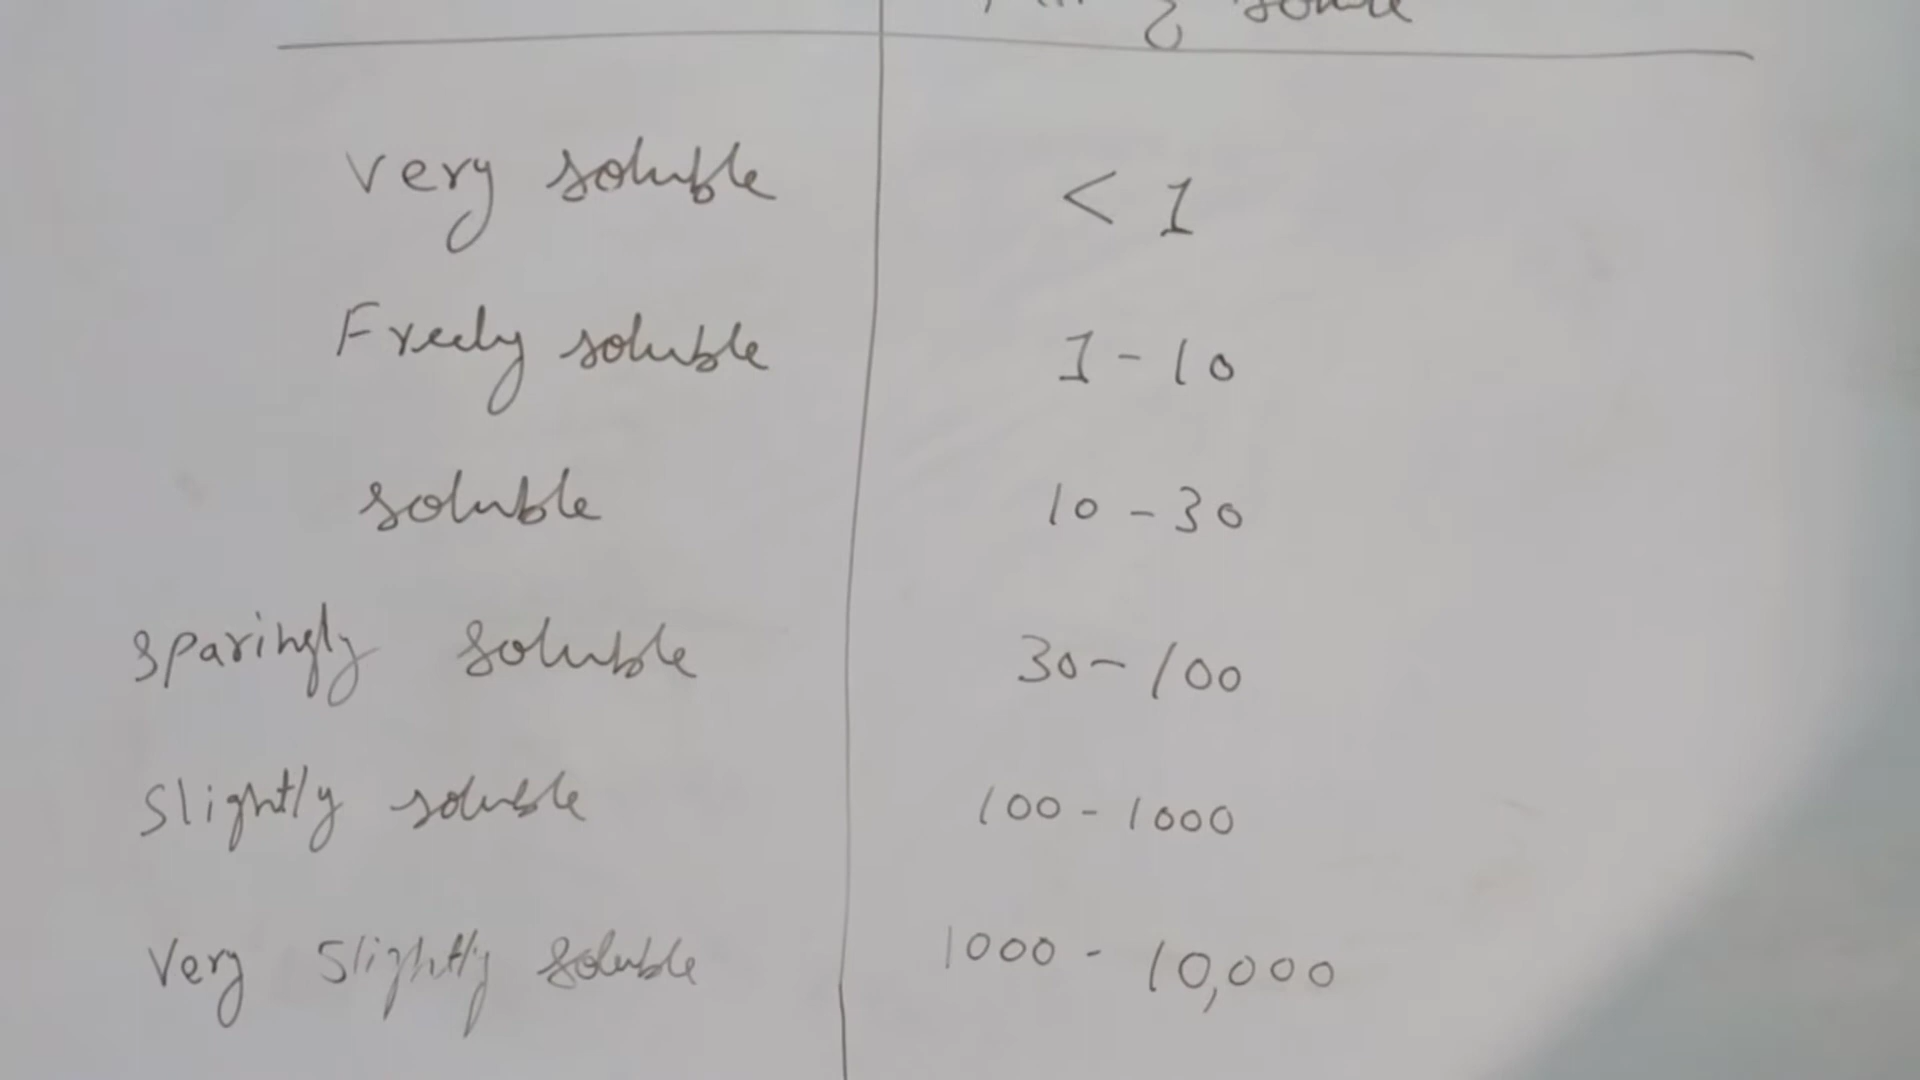 very soluble < 1
Freely soluble 1-10
soluble 10-30
sparingly soluble 30-100
slightly soluble 100-1000
Very slightly soluble 1000-10,000